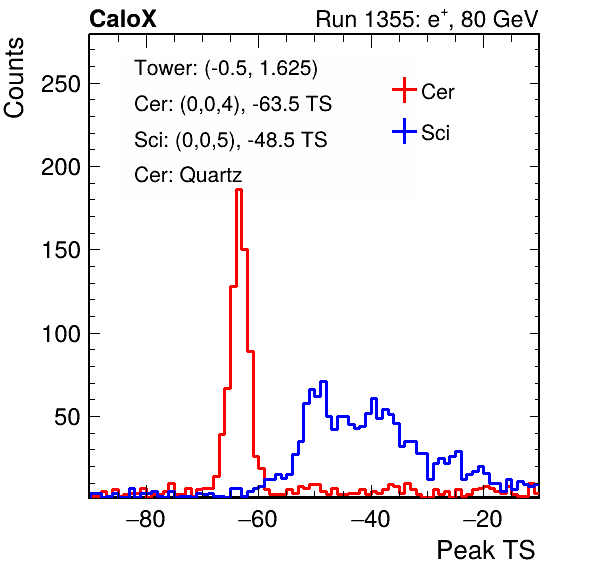 CaloX Run 1355: e⁺, 80 GeV
Counts
Tower: (-0.5, 1.625)
Cer: (0,0,4), -63.5 TS
Sci: (0,0,5), -48.5 TS
Cer: Quartz
Cer
Sci
250
200
150
100
50
−80 −60 −40 −20
Peak TS